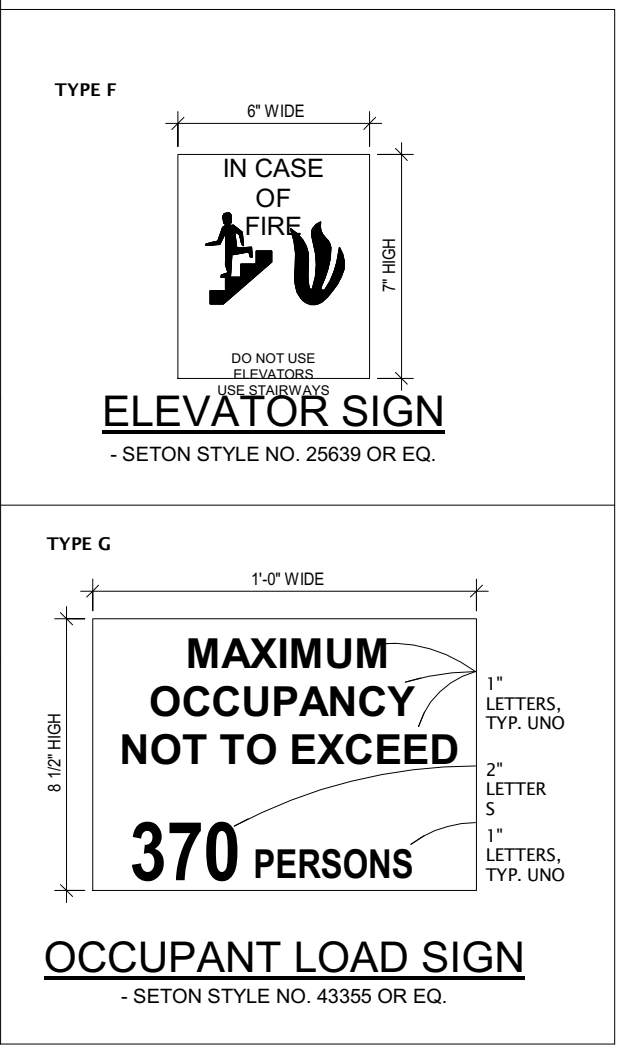 TYPE F
6" WIDE
IN CASE
OF
FIRE
7" HIGH
DO NOT USE
ELEVATORS
USE STAIRWAYS
ELEVATOR SIGN
- SETON STYLE NO. 25639 OR EQ.
TYPE G
1'-0" WIDE
8 1/2" HIGH
MAXIMUM
OCCUPANCY
NOT TO EXCEED
1"
LETTERS,
TYP. UNO
2"
LETTER
S
370 PERSONS
1"
LETTERS,
TYP. UNO
OCCUPANT LOAD SIGN
- SETON STYLE NO. 43355 OR EQ.